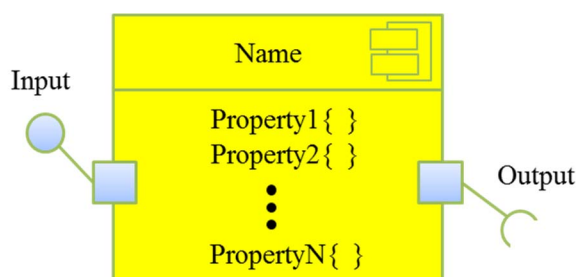 Name
Input
Property1{ }
Property2{ }
Output
PropertyN{ }